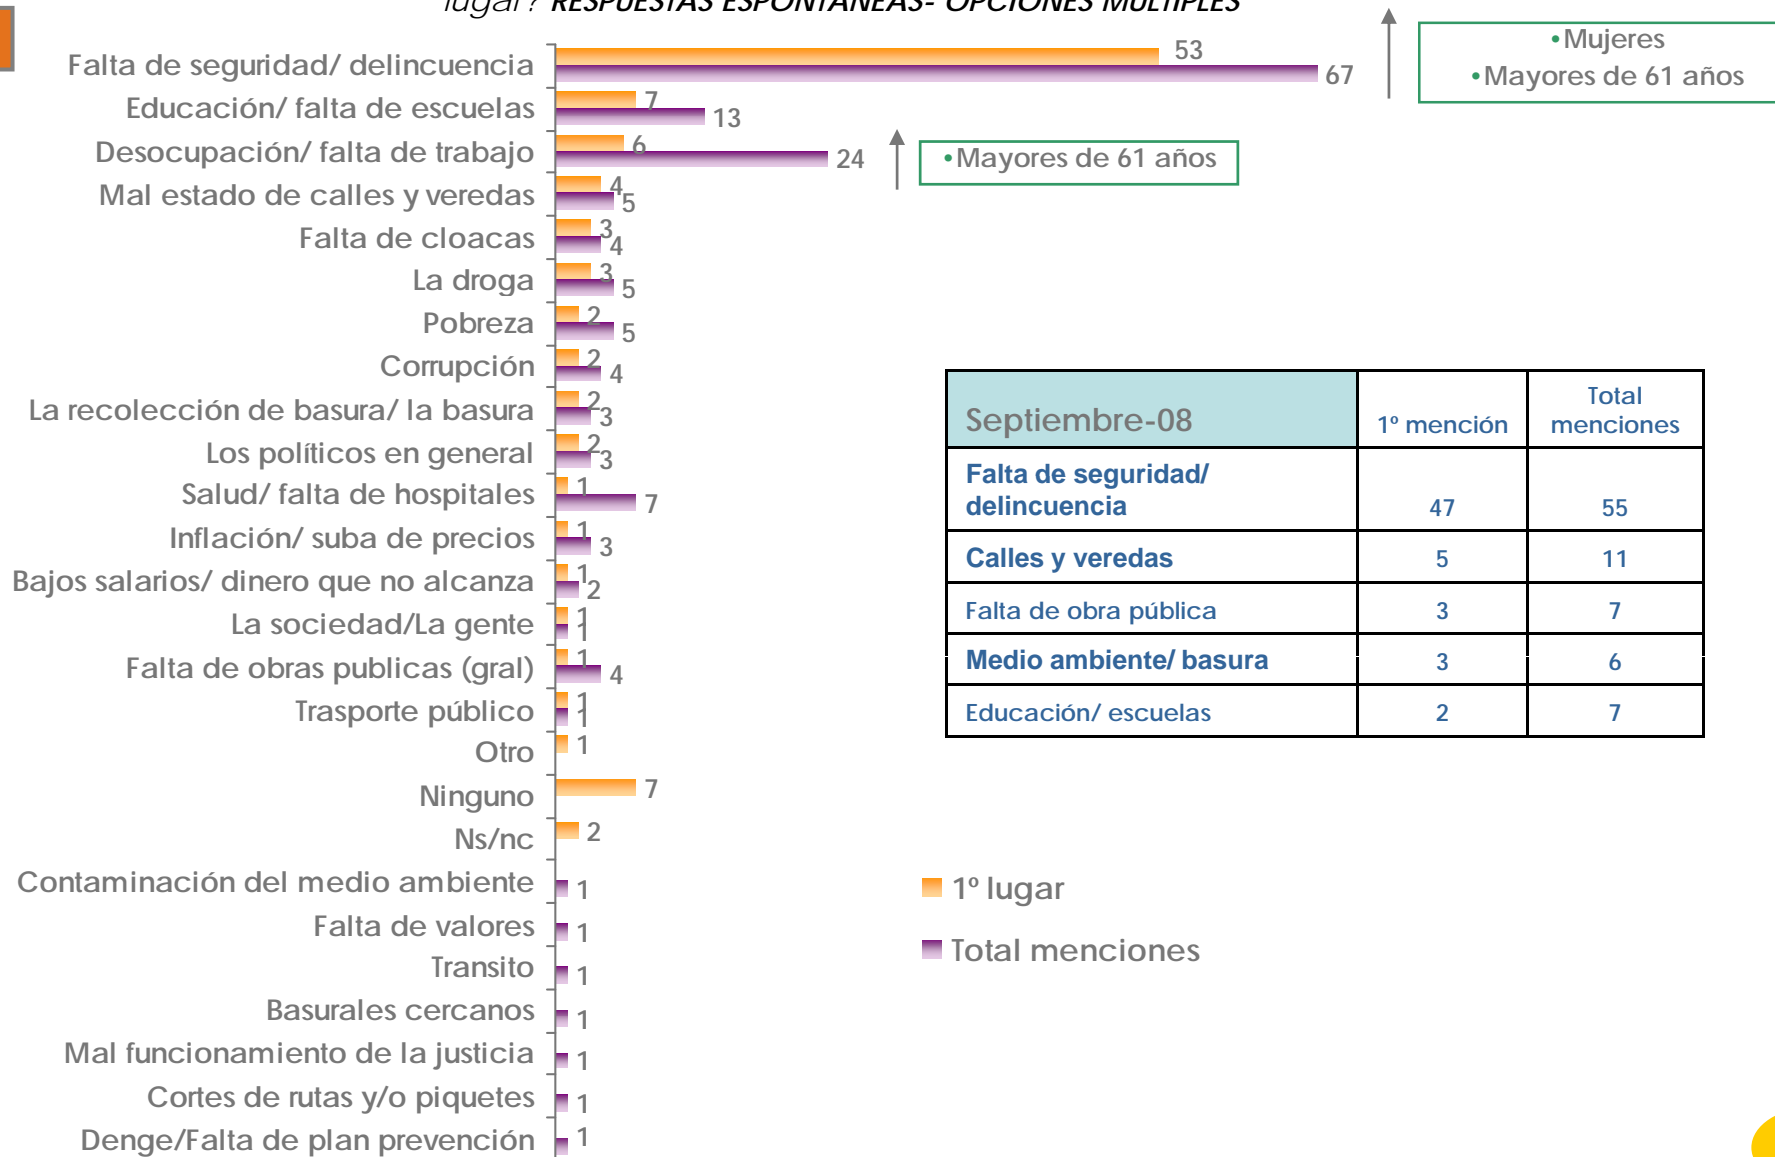 lugar? RESPUESTAS ESPONTANEAS- OPCIONES MULTIPLES
Falta de seguridad/ delincuencia 53 67
•Mujeres
•Mayores de 61 años
Educación/ falta de escuelas 7 13
Desocupación/ falta de trabajo 6 24
•Mayores de 61 años
Mal estado de calles y veredas 4 5
Falta de cloacas 3 4
La droga 3 5
Pobreza 2 5
Corrupción 2 4
La recolección de basura/ la basura 2 3
Los políticos en general 2 3
Salud/ falta de hospitales 1 7
Inflación/ suba de precios 1 3
Bajos salarios/ dinero que no alcanza 1 2
La sociedad/La gente 1 1
Falta de obras publicas (gral) 1 4
Trasporte público 1 1
Otro 1
Ninguno 7
Ns/nc 2
Contaminación del medio ambiente 1
Falta de valores 1
Transito 1
Basurales cercanos 1
Mal funcionamiento de la justicia 1
Cortes de rutas y/o piquetes 1
Denge/Falta de plan prevención 1
Septiembre-08 1º mención Total
menciones
Falta de seguridad/
delincuencia 47 55
Calles y veredas 5 11
Falta de obra pública 3 7
Medio ambiente/ basura 3 6
Educación/ escuelas 2 7
1º lugar
Total menciones